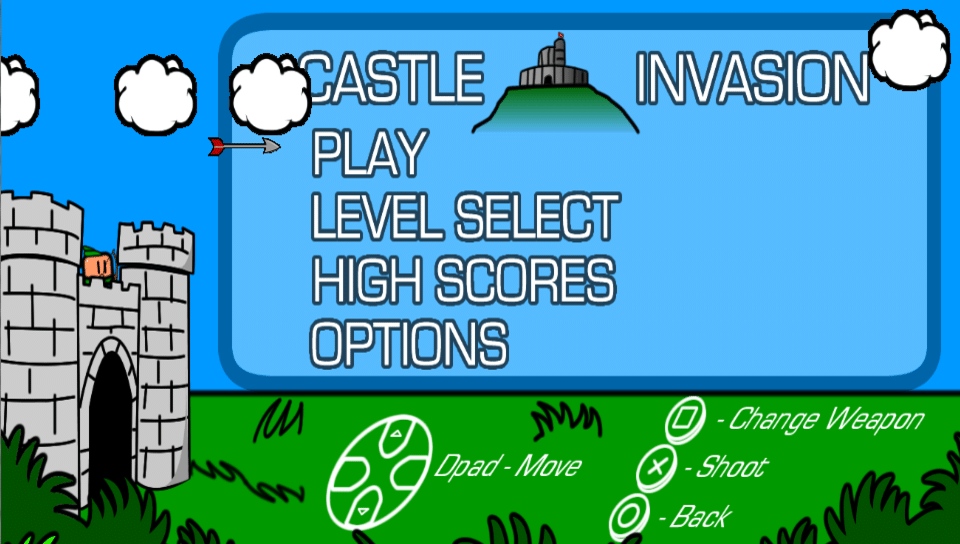 CASTLE INVASION
PLAY
LEVEL SELECT
HIGH SCORES
OPTIONS
- Change Weapon
Dpad - Move
- Shoot
- Back